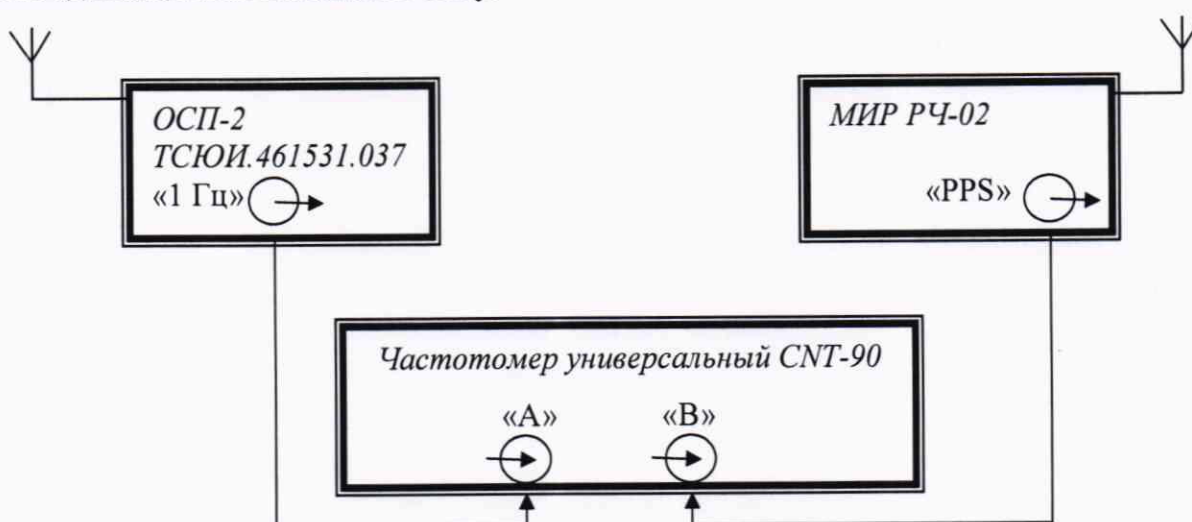 ОСП-2
ТСЮИ.461531.037
«1 Гц»
МИР РЧ-02
«PPS»
Частотомер универсальный CNT-90
«A»
«B»